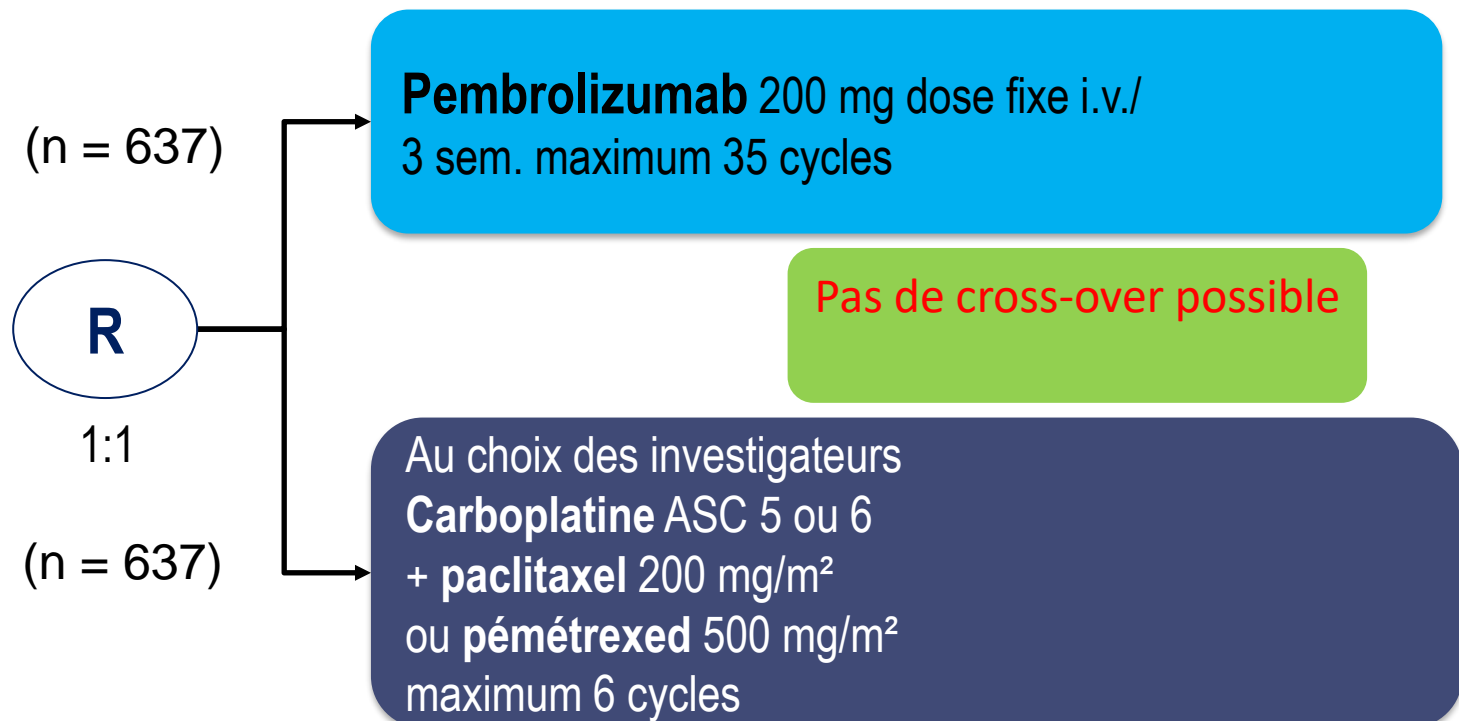 (n = 637)
Pembrolizumab 200 mg dose fixe i.v./
3 sem. maximum 35 cycles
R
1:1
Pas de cross-over possible
(n = 637)
Au choix des investigateurs
Carboplatine ASC 5 ou 6
+ paclitaxel 200 mg/m²
ou pémétrexed 500 mg/m²
maximum 6 cycles